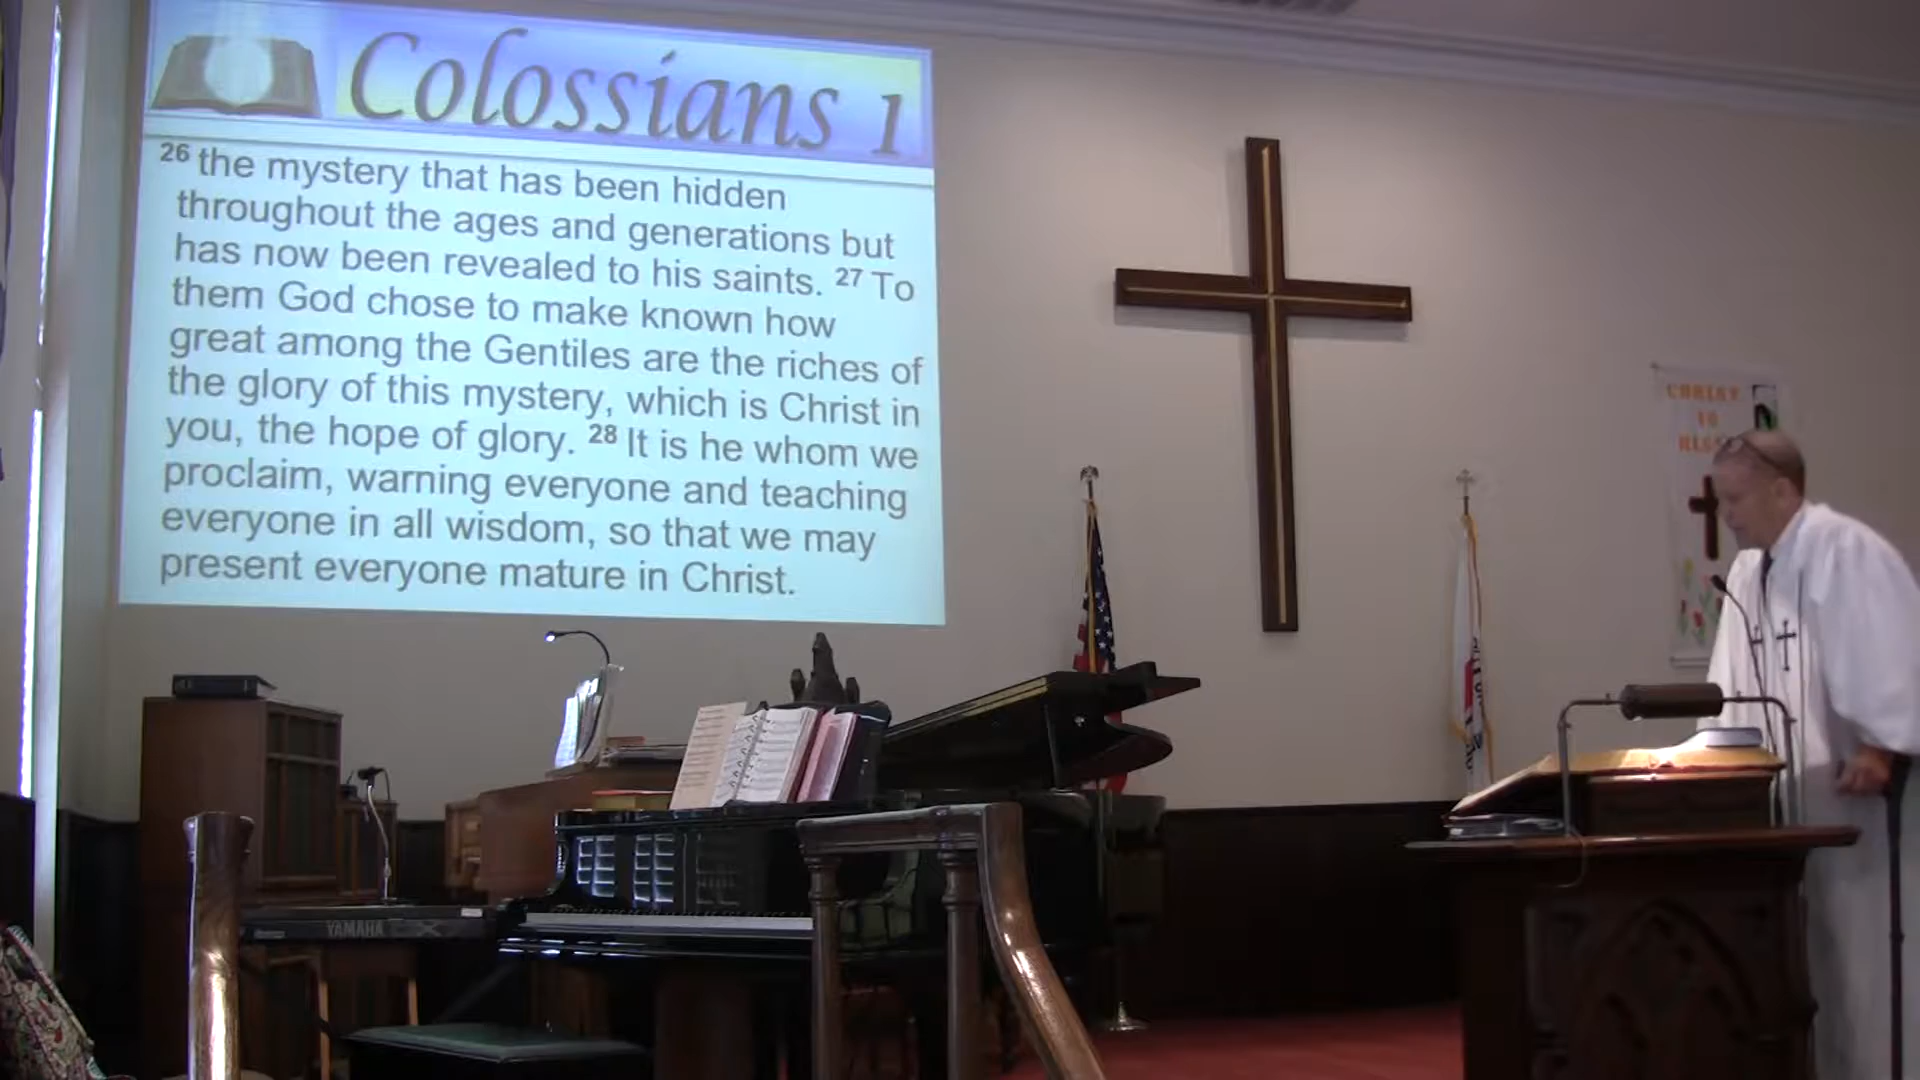 Colossians 1
26 the mystery that has been hidden
throughout the ages and generations but
has now been revealed to his saints. 27 To
them God chose to make known how
great among the Gentiles are the riches of
the glory of this mystery, which is Christ in
you, the hope of glory. 28 It is he whom we
proclaim, warning everyone and teaching
everyone in all wisdom, so that we may
present everyone mature in Christ.
CHRIST
YAMAHA